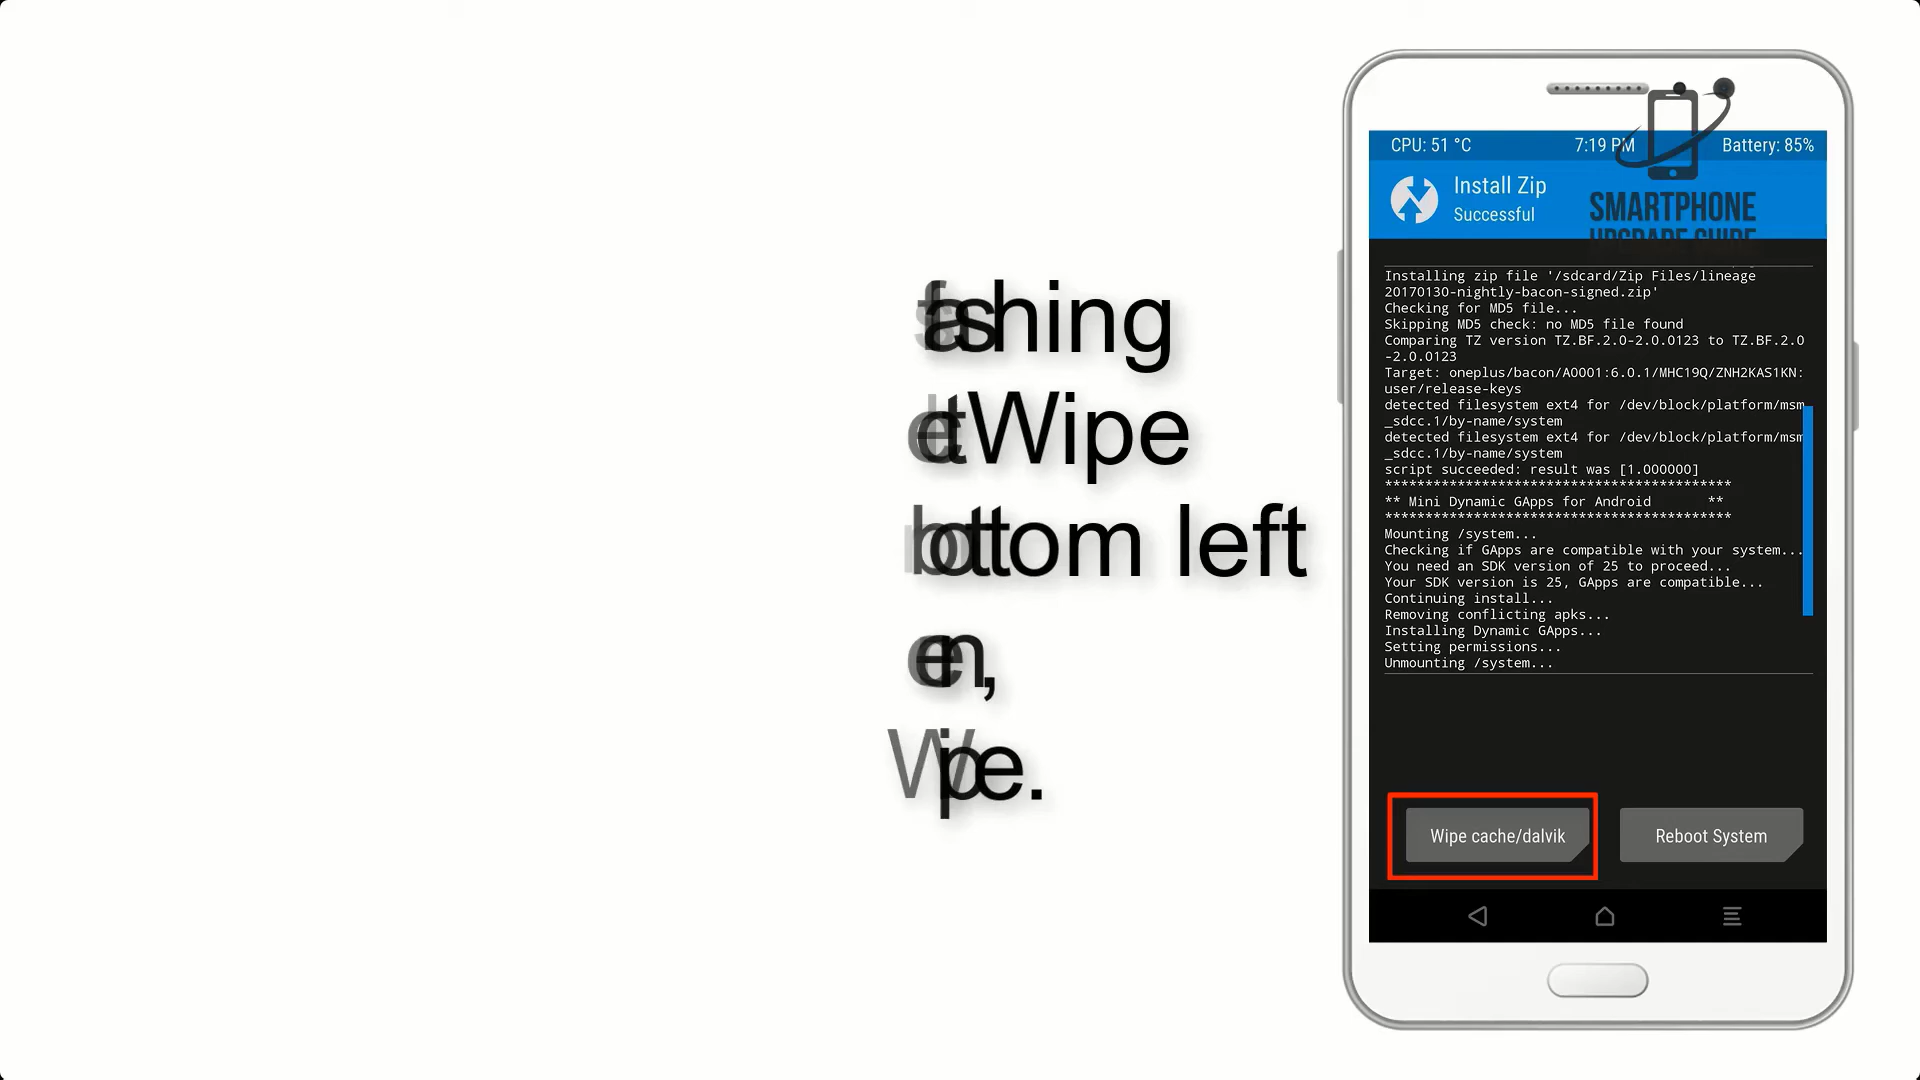 shing
Wipe
ottom left
Wipe.
CPU: 51 °C
7:19 PM
Battery: 85%
Install Zip
Successful
SMARTPHONE
UPGRADE GUIDE
Installing zip file '/sdcard/Zip Files/lineage
20170130-nightly-bacon-signed.zip'
Checking for MD5 file...
Skipping MD5 check: no MD5 file found
Comparing TZ version TZ.BF.2.0-2.0.0123 to TZ.BF.2.0
-2.0.0123
Target: oneplus/bacon/A0001:6.0.1/MHC19Q/ZNH2KAS1KN:
user/release-keys
detected filesystem ext4 for /dev/block/platform/msm
_sdcc.1/by-name/system
detected filesystem ext4 for /dev/block/platform/msm
_sdcc.1/by-name/system
script succeeded: result was [1.000000]
*******************************************
** Mini Dynamic GApps for Android **
*******************************************
Mounting /system...
Checking if GApps are compatible with your system...
You need an SDK version of 25 to proceed...
Your SDK version is 25, GApps are compatible...
Continuing install...
Removing conflicting apks...
Installing Dynamic GApps...
Setting permissions...
Unmounting /system...
Wipe cache/dalvik
Reboot System